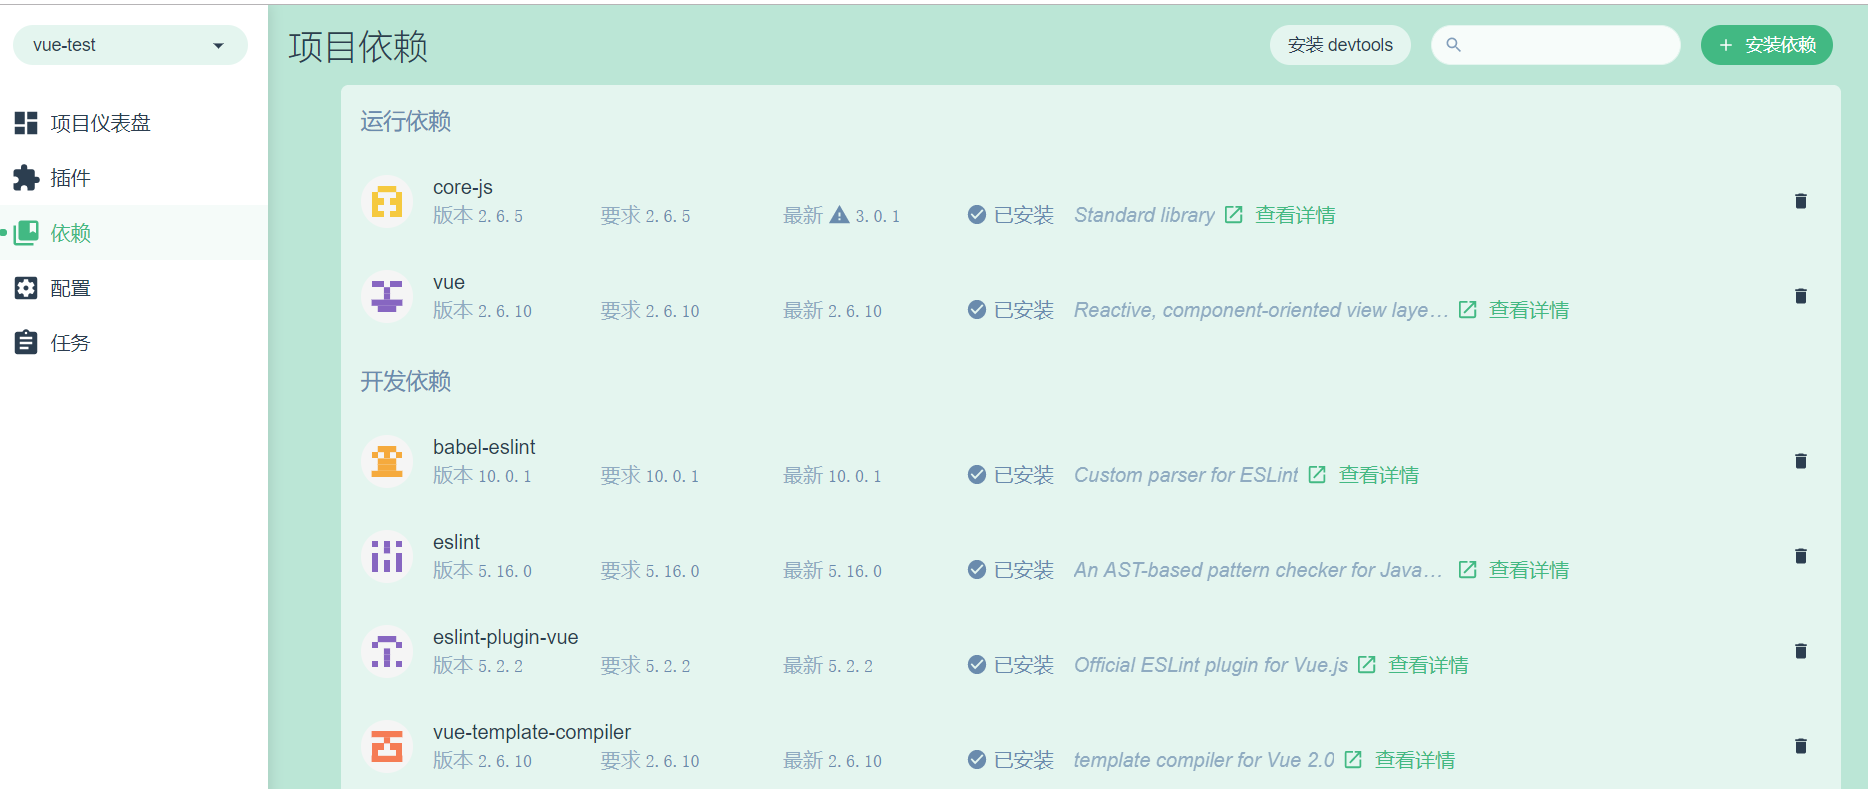 vue-test
项目仪表盘
插件
依赖
配置
任务
项目依赖
安装 devtools
安装依赖
运行依赖
core-js
版本 2.6.5 要求 2.6.5 最新 3.0.1 已安装 Standard library 查看详情
vue
版本 2.6.10 要求 2.6.10 最新 2.6.10 已安装 Reactive, component-oriented view laye… 查看详情
开发依赖
babel-eslint
版本 10.0.1 要求 10.0.1 最新 10.0.1 已安装 Custom parser for ESLint 查看详情
eslint
版本 5.16.0 要求 5.16.0 最新 5.16.0 已安装 An AST-based pattern checker for Java… 查看详情
eslint-plugin-vue
版本 5.2.2 要求 5.2.2 最新 5.2.2 已安装 Official ESLint plugin for Vue.js 查看详情
vue-template-compiler
版本 2.6.10 要求 2.6.10 最新 2.6.10 已安装 template compiler for Vue 2.0 查看详情